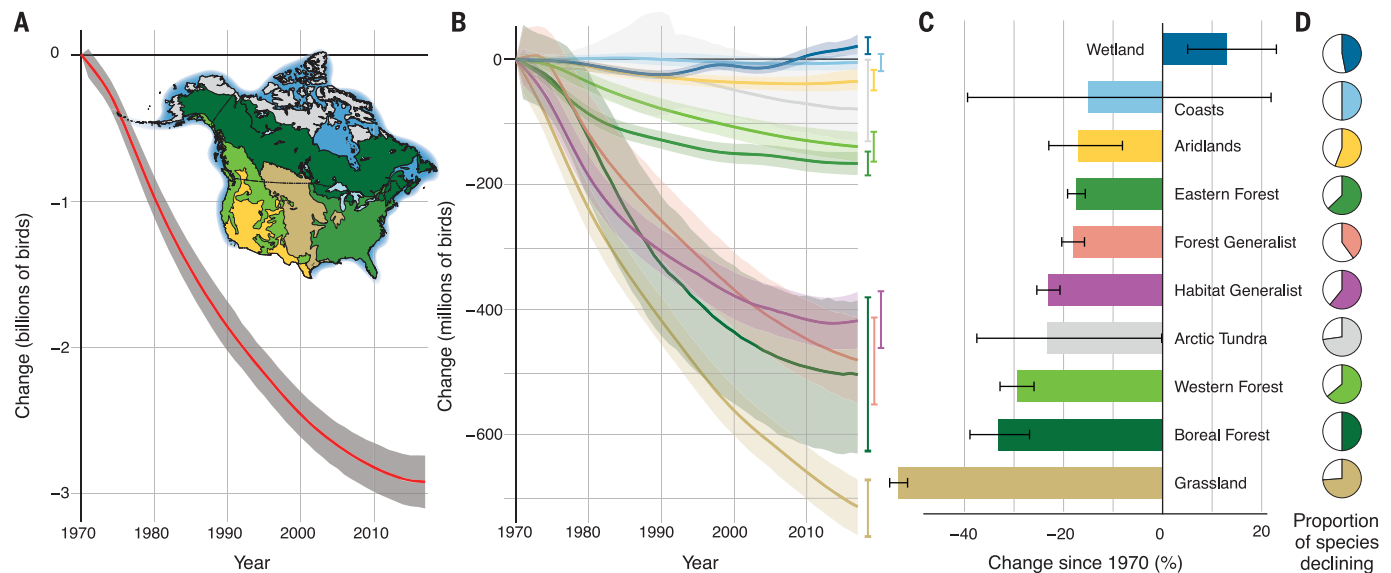 A
0
−1
−2
−3
Change (billions of birds)
1970
1980
1990
2000
2010
Year
B
0
−200
−400
−600
Change (millions of birds)
1970
1980
1990
2000
2010
Year
C
Wetland
Coasts
Aridlands
Eastern Forest
Forest Generalist
Habitat Generalist
Arctic Tundra
Western Forest
Boreal Forest
Grassland
−40
−20
0
20
Change since 1970 (%)
D
Proportion
of species
declining